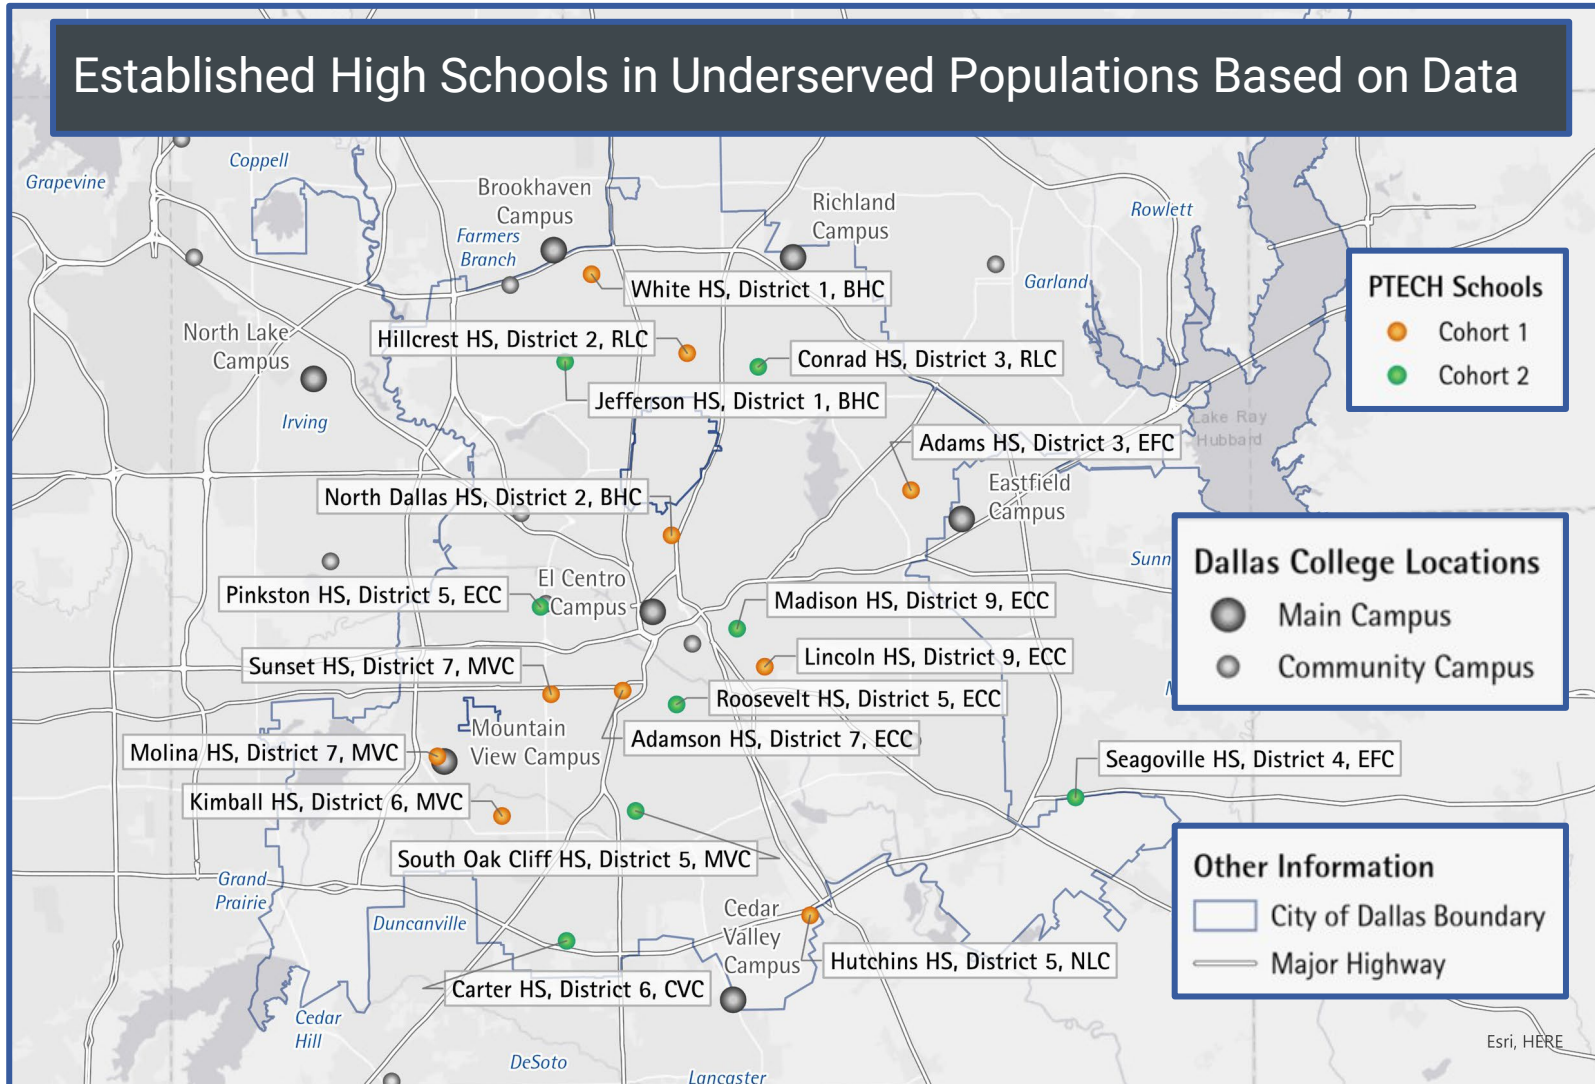 Established High Schools in Underserved Populations Based on Data
Coppell
Grapevine
Brookhaven
Campus
Richland
Campus
Rowlett
Farmers
Branch
Garland
White HS, District 1, BHC
PTECH Schools
Cohort 1
Cohort 2
North Lake
Campus
Hillcrest HS, District 2, RLC
Conrad HS, District 3, RLC
Jefferson HS, District 1, BHC
Irving
Lake Ray
Hubbard
Adams HS, District 3, EFC
North Dallas HS, District 2, BHC
Eastfield
Campus
Dallas College Locations
Main Campus
Community Campus
El Centro
Campus
Pinkston HS, District 5, ECC
Madison HS, District 9, ECC
Sunset HS, District 7, MVC
Lincoln HS, District 9, ECC
Roosevelt HS, District 5, ECC
Mountain
View Campus
Adamson HS, District 7, ECC
Molina HS, District 7, MVC
Seagoville HS, District 4, EFC
Kimball HS, District 6, MVC
South Oak Cliff HS, District 5, MVC
Other Information
City of Dallas Boundary
Major Highway
Grand
Prairie
Duncanville
Cedar
Valley
Campus
Hutchins HS, District 5, NLC
Carter HS, District 6, CVC
Cedar
Hill
DeSoto
Lancaster
Esri, HERE